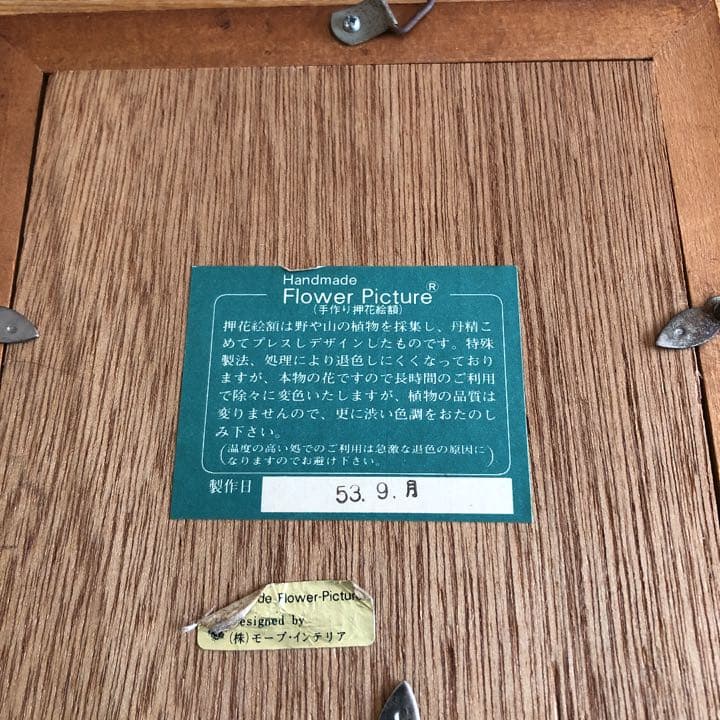 Handmade
Flower Picture®
(手作り押花絵額)
押花絵額は野や山の植物を採集し、丹精こ
めてプレスしデザインしたものです。特殊
製法、処理により退色しにくくなっており
ますが、本物の花ですので長時間のご利用
で除々に変色いたしますが、植物の品質は
変りませんので、更に渋い色調をおたのし
み下さい。
(温度の高い処でのご利用は急激な退色の原因に
なりますのでお避け下さい。)
製作日 53.9.月
de Flower-Pictu
esigned by
(株)モーブ・インテリア